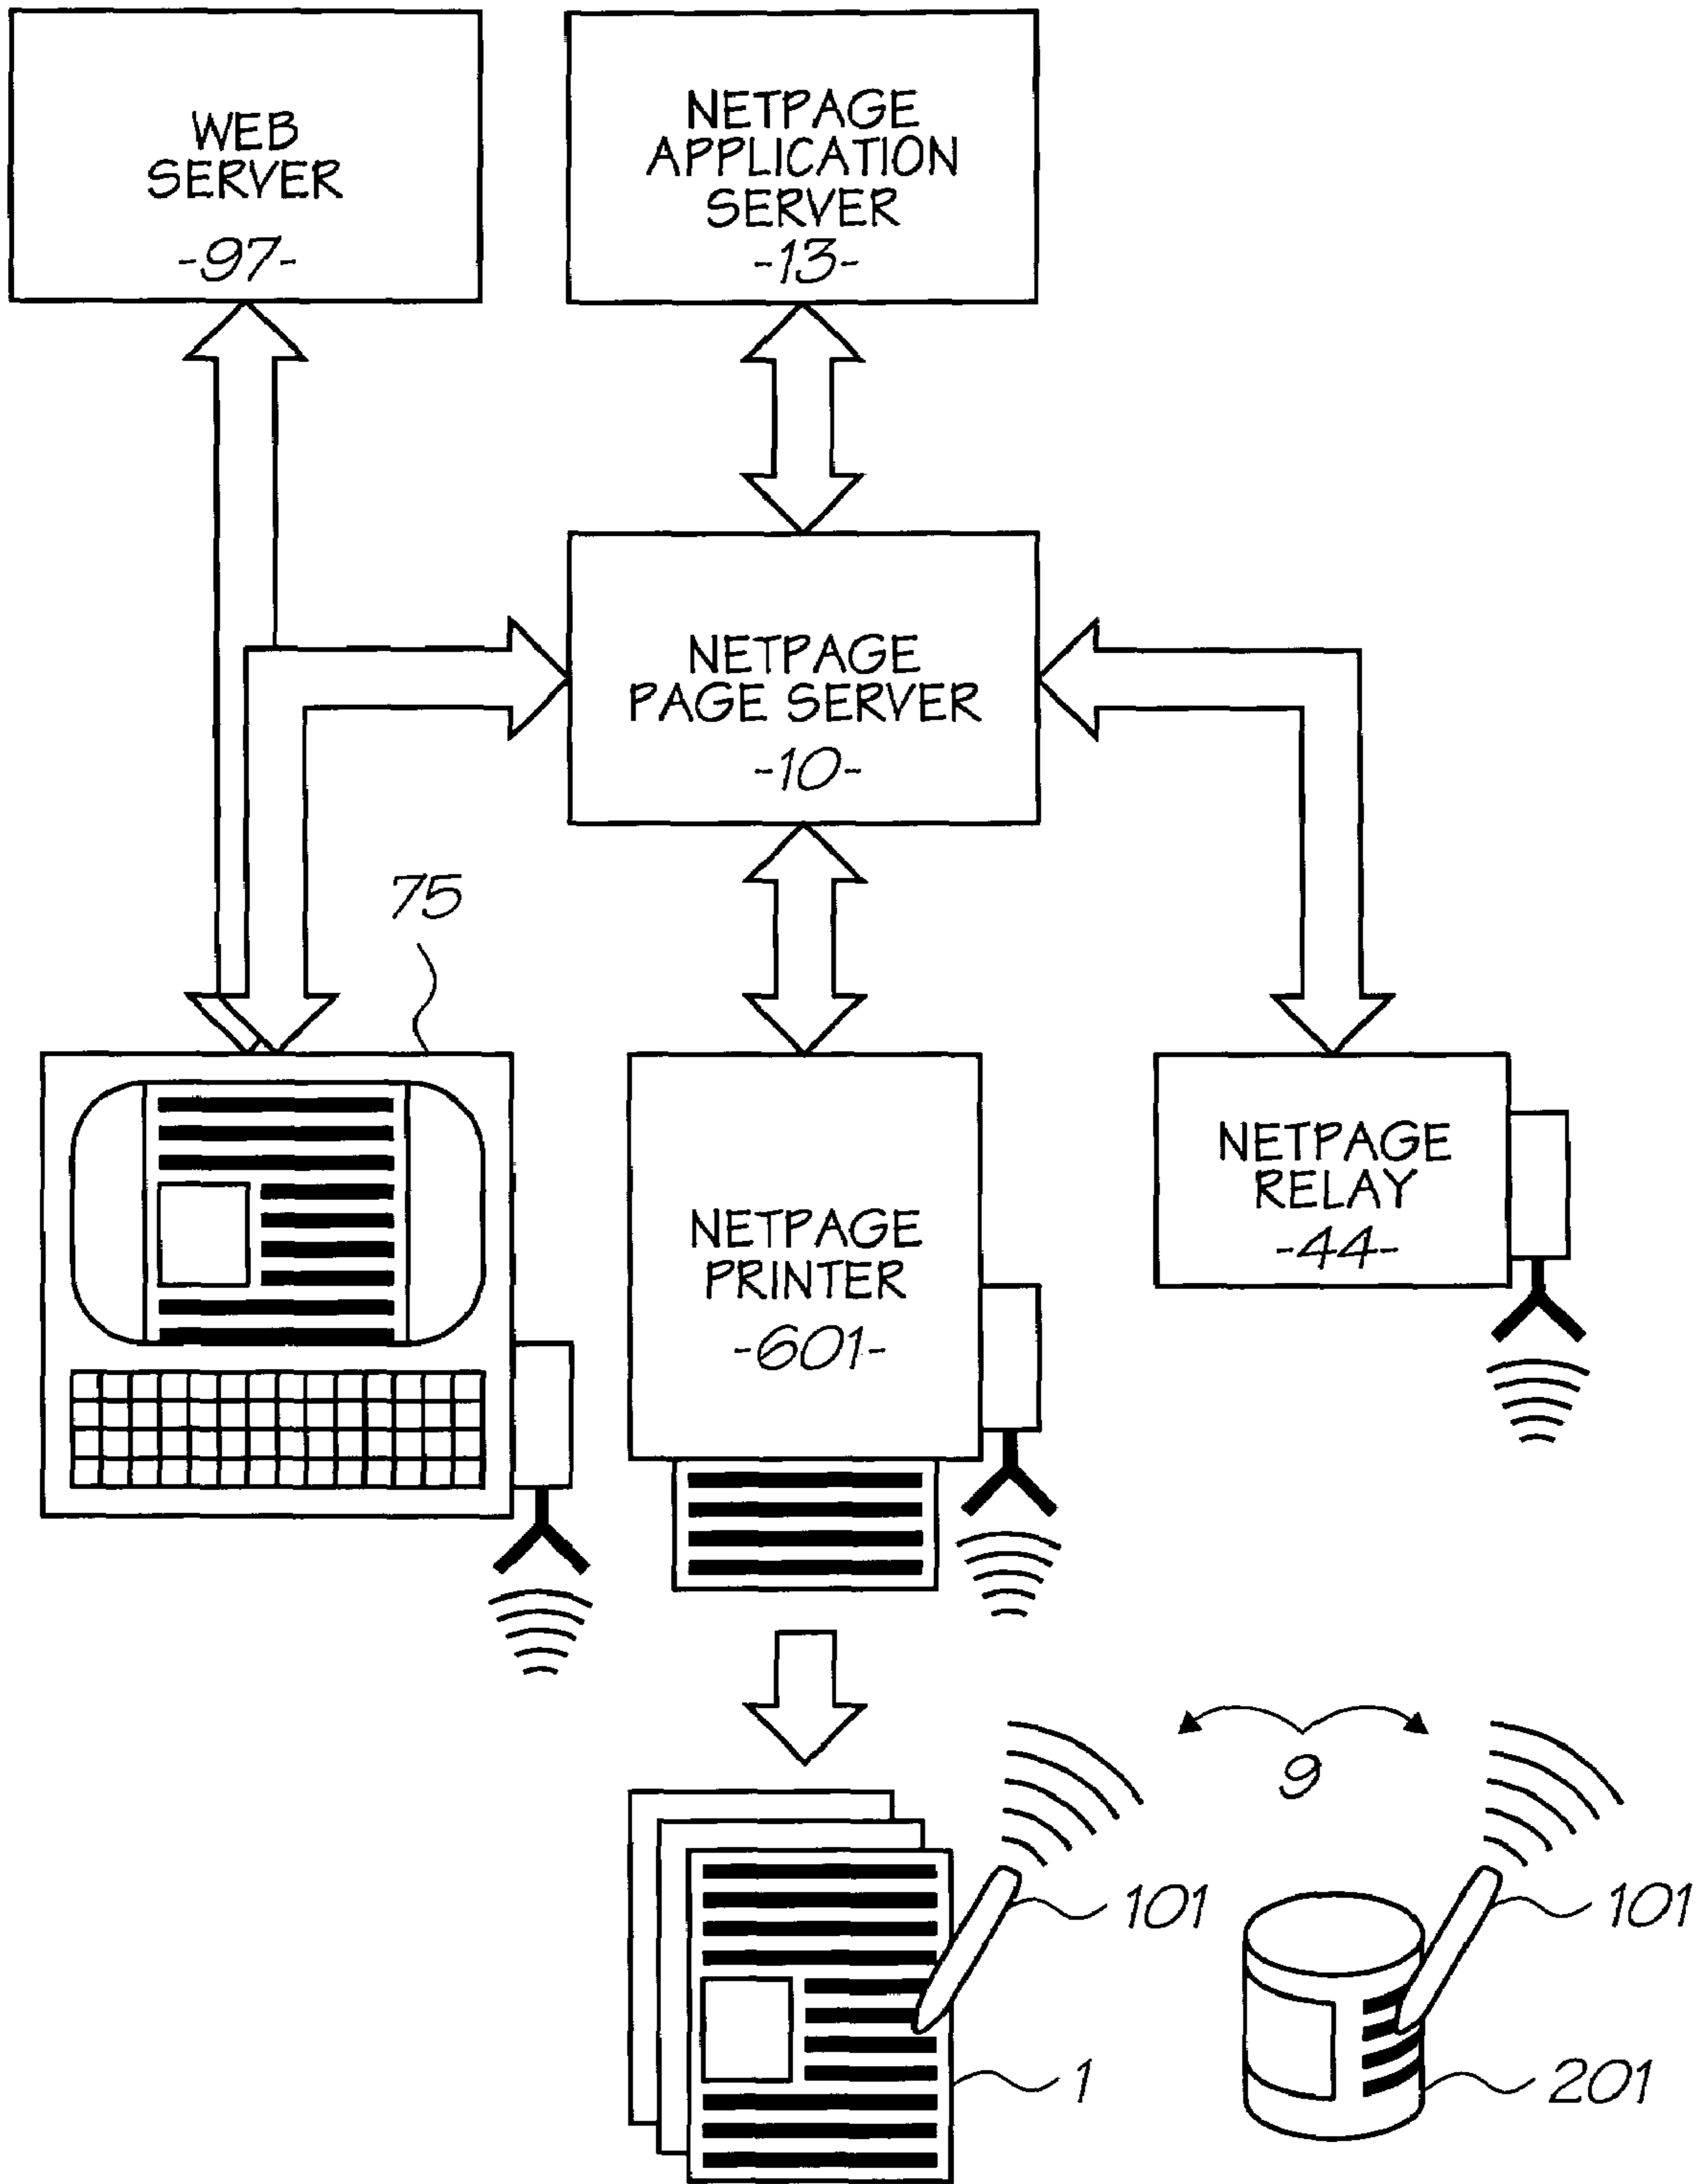 WEB
SERVER
-97-
NETPAGE
APPLICATION
SERVER
-13-
NETPAGE
PAGE SERVER
-10-
75
NETPAGE
PRINTER
-601-
NETPAGE
RELAY
-44-
9
101
101
1
201